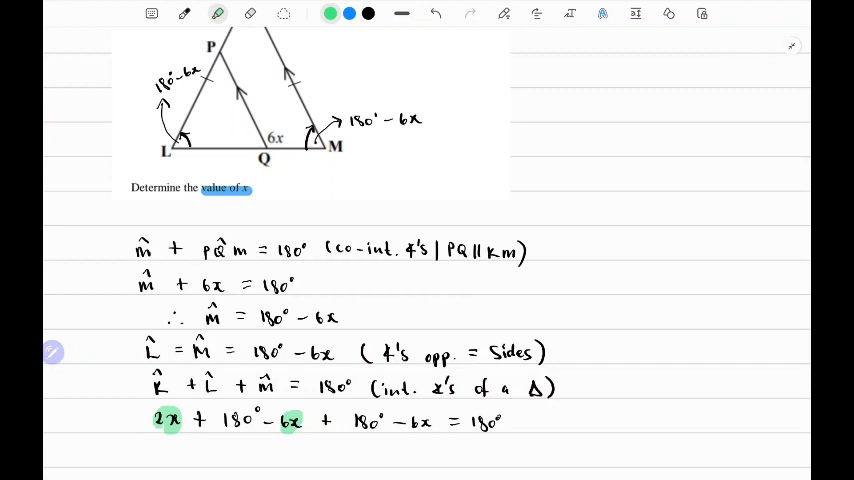 P
180°-6x
6x
180° - 6x
L
Q
M
Determine the value of x
M̂ + PQ̂M = 180° (co-int. ∡'s | PQ||KM)
M̂ + 6x = 180°
∴ M̂ = 180° - 6x
L̂ = M̂ = 180° - 6x (∡'s opp. = sides)
K̂ + L̂ + M̂ = 180° (int. ∡'s of a Δ)
2x + 180° - 6x + 180° - 6x = 180°